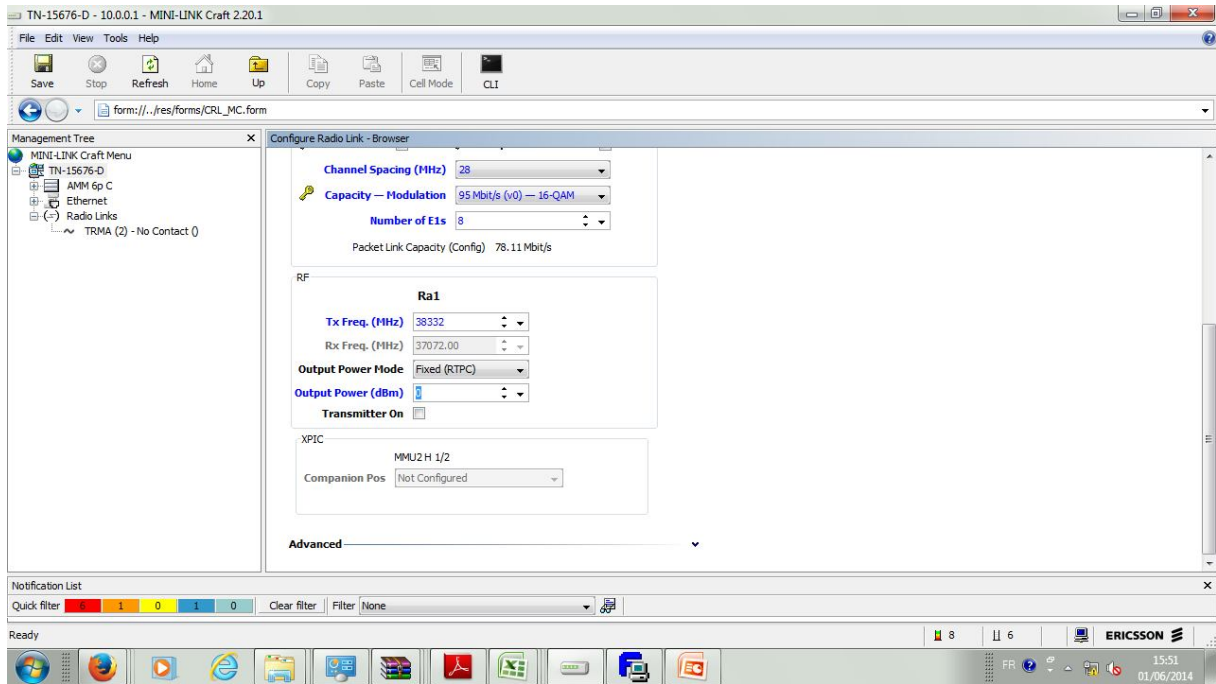 TN-15676-D - 10.0.0.1 - MINI-LINK Craft 2.20.1
File Edit View Tools Help
Save Stop Refresh Home Up Copy Paste Cell Mode CLI
form://../res/forms/CRL_MC.form
Management Tree
MINI-LINK Craft Menu
TN-15676-D
AMM 6p C
Ethernet
Radio Links
TRMA (2) - No Contact ()
Configure Radio Link - Browser
Channel Spacing (MHz) 28
Capacity — Modulation 95 Mbit/s (v0) — 16-QAM
Number of E1s 8
Packet Link Capacity (Config) 78.11 Mbit/s
RF
Ra1
Tx Freq. (MHz) 38332
Rx Freq. (MHz) 37072.00
Output Power Mode Fixed (RTPC)
Output Power (dBm) 0
Transmitter On
XPIC
MMU2 H 1/2
Companion Pos Not Configured
Advanced
Notification List
Quick filter 6 1 0 1 0 Clear filter Filter None
Ready 8 6 ERICSSON
FR 15:51
01/06/2014